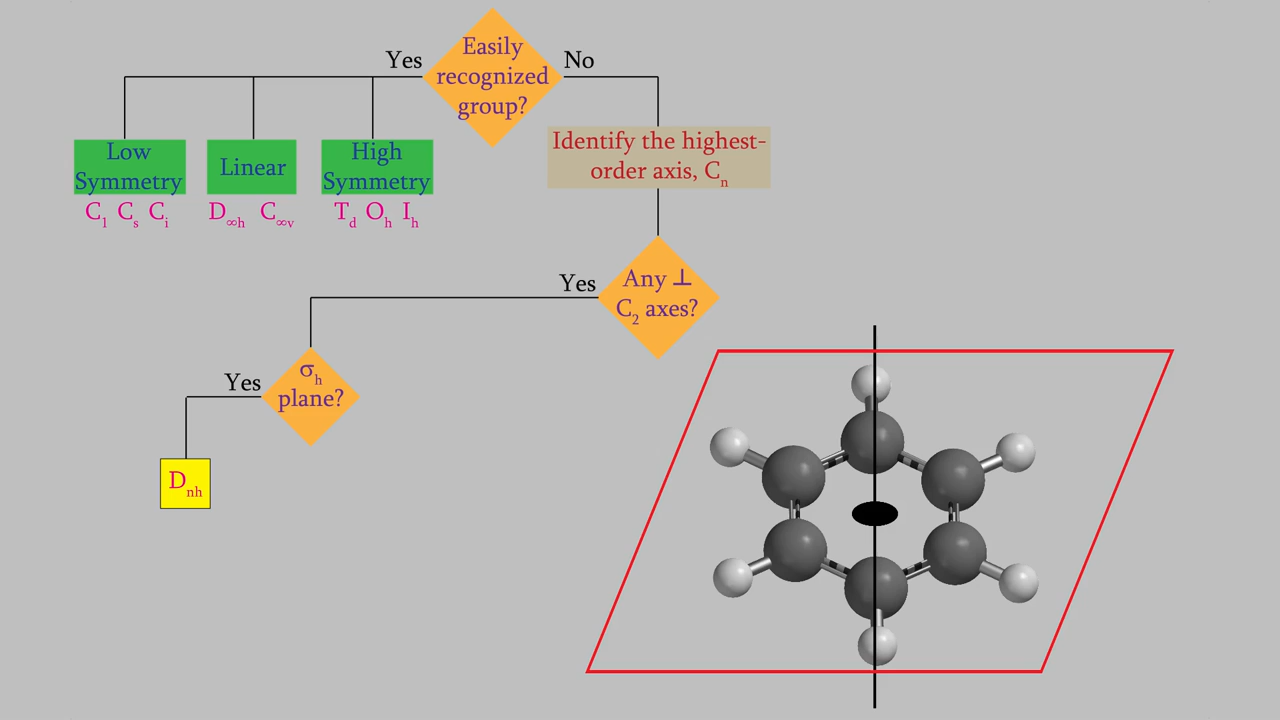 Easily
recognized
group?
Yes
No
Low
Symmetry
C₁ Cₛ Cᵢ
Linear
D∞h C∞v
High
Symmetry
Td Oh Ih
Identify the highest-
order axis, Cn
Any ⊥
C₂ axes?
Yes
σh
plane?
Yes
Dnh